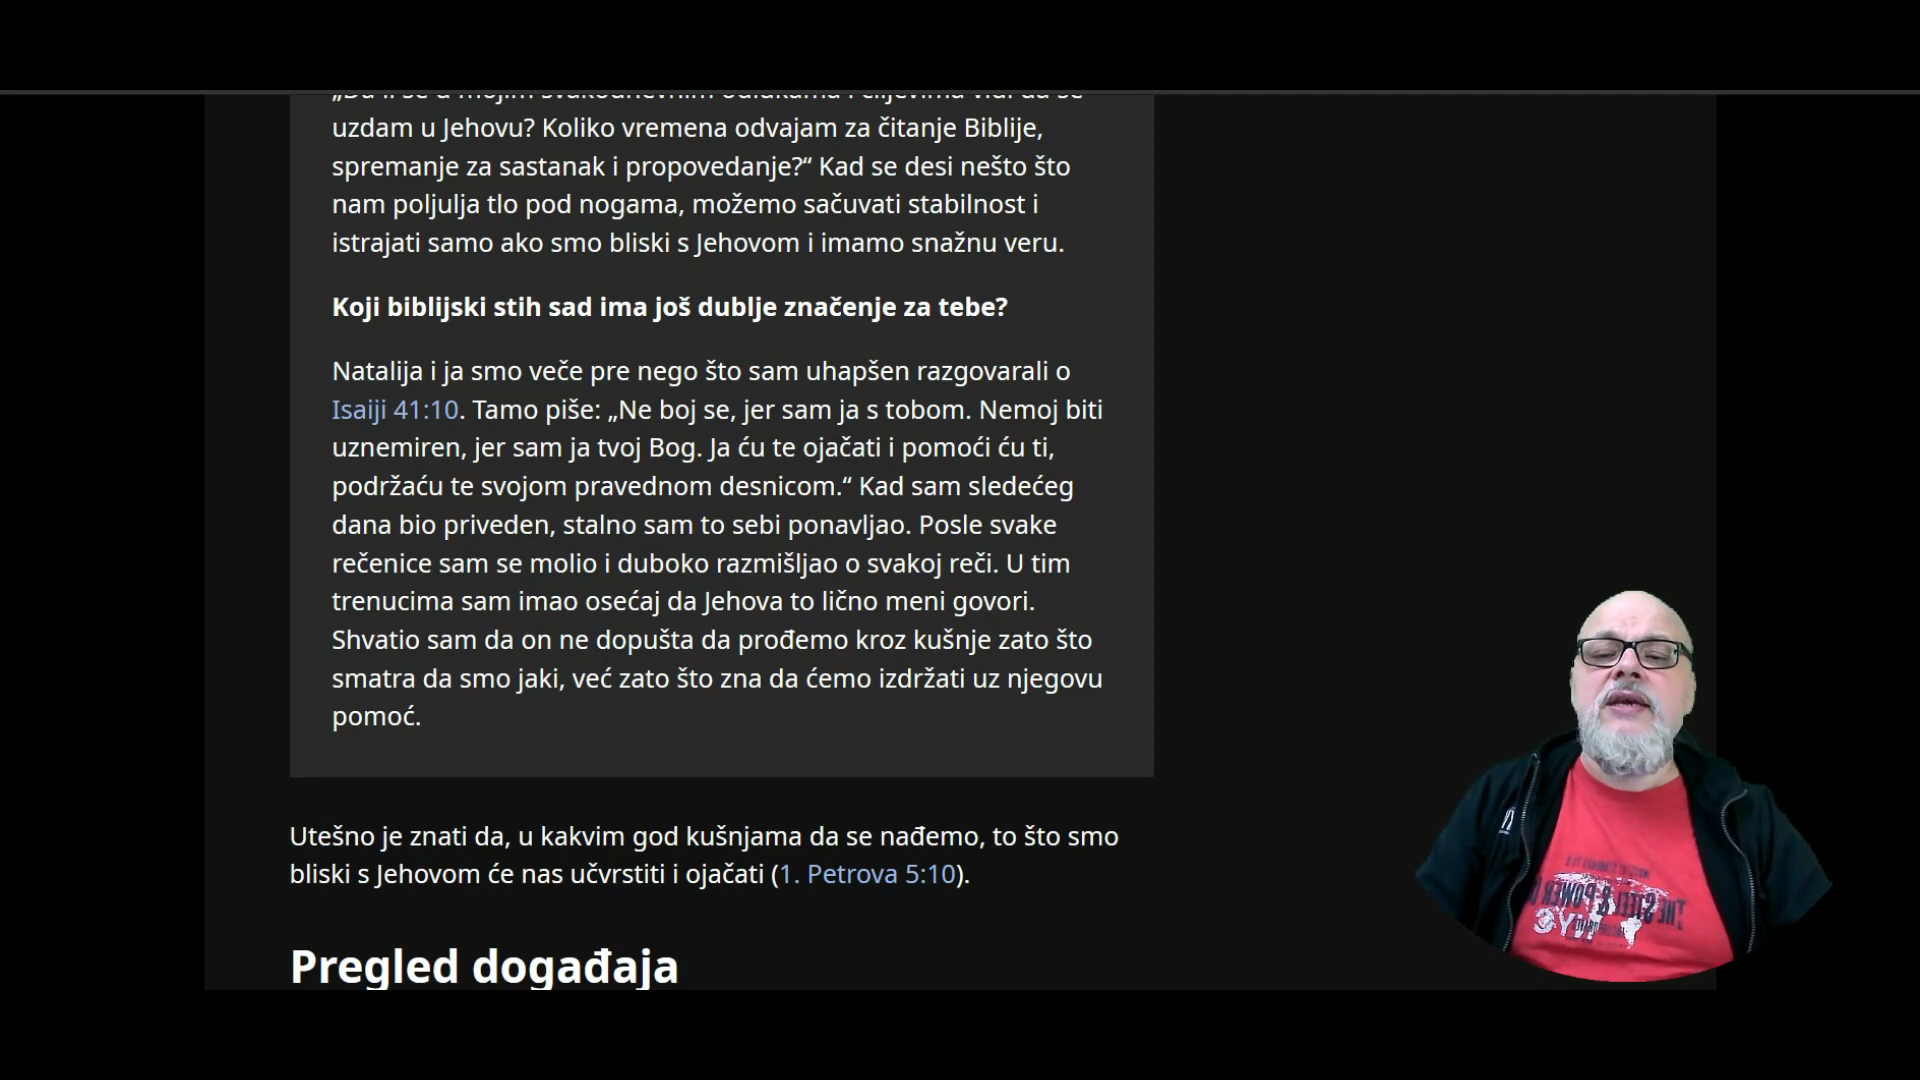 uzdam u Jehovu? Koliko vremena odvajam za čitanje Biblije,
spremanje za sastanak i propovedanje?“ Kad se desi nešto što
nam poljulja tlo pod nogama, možemo sačuvati stabilnost i
istrajati samo ako smo bliski s Jehovom i imamo snažnu veru.
Koji biblijski stih sad ima još dublje značenje za tebe?
Natalija i ja smo veče pre nego što sam uhapšen razgovarali o
Isaiji 41:10. Tamo piše: „Ne boj se, jer sam ja s tobom. Nemoj biti
uznemiren, jer sam ja tvoj Bog. Ja ću te ojačati i pomoći ću ti,
podržaću te svojom pravednom desnicom.“ Kad sam sledećeg
dana bio priveden, stalno sam to sebi ponavljao. Posle svake
rečenice sam se molio i duboko razmišljao o svakoj reči. U tim
trenucima sam imao osećaj da Jehova to lično meni govori.
Shvatio sam da on ne dopušta da prođemo kroz kušnje zato što
smatra da smo jaki, već zato što zna da ćemo izdržati uz njegovu
pomoć.
Utešno je znati da, u kakvim god kušnjama da se nađemo, to što smo
bliski s Jehovom će nas učvrstiti i ojačati (1. Petrova 5:10).
Pregled događaja
THE STEEL & POWER